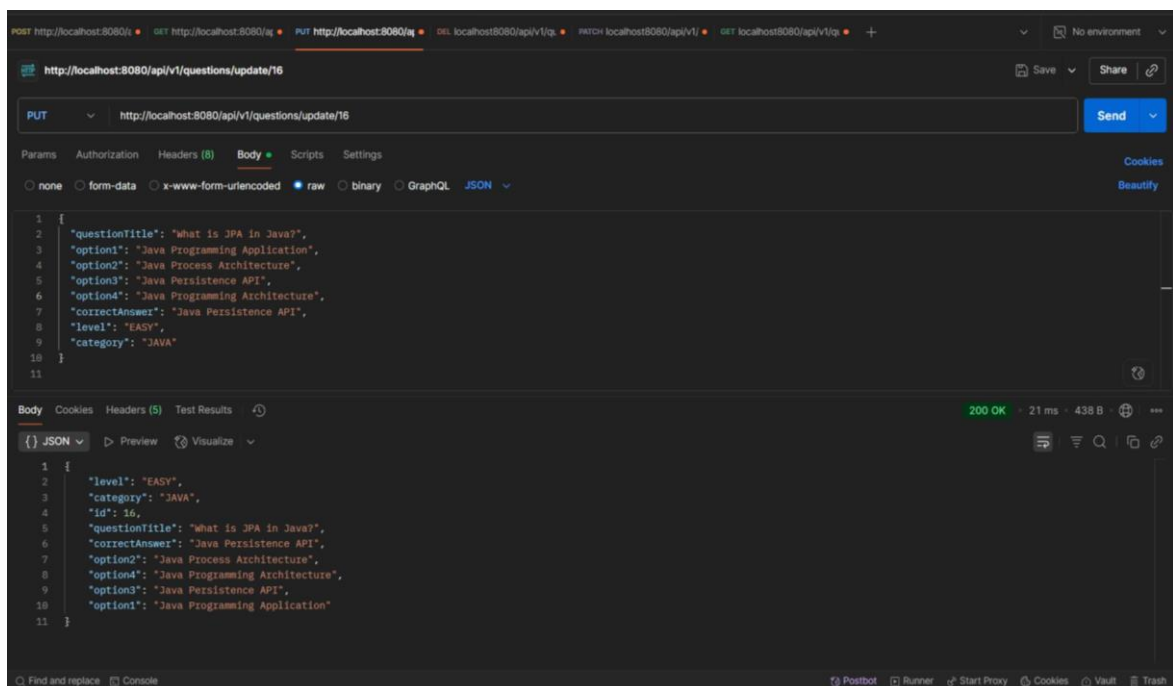 POST http://localhost:8080/a GET http://localhost:8080/ap PUT http://localhost:8080/ap DEL localhost8080/api/v1/qu. PATCH localhost8080/api/v1/ GET localhost8080/api/v1/qu + No environment
http://localhost:8080/api/v1/questions/update/16 Save Share
PUT http://localhost:8080/api/v1/questions/update/16 Send
Params Authorization Headers (8) Body Scripts Settings Cookies
none form-data x-www-form-urlencoded raw binary GraphQL JSON Beautify
1 {
2 "questionTitle": "What is JPA in Java?",
3 "option1": "Java Programming Application",
4 "option2": "Java Process Architecture",
5 "option3": "Java Persistence API",
6 "option4": "Java Programming Architecture",
7 "correctAnswer": "Java Persistence API",
8 "level": "EASY",
9 "category": "JAVA"
10 }
11
Body Cookies Headers (5) Test Results 200 OK 21 ms 438 B
{} JSON Preview Visualize
1 {
2 "level": "EASY",
3 "category": "JAVA",
4 "id": 16,
5 "questionTitle": "What is JPA in Java?",
6 "correctAnswer": "Java Persistence API",
7 "option2": "Java Process Architecture",
8 "option4": "Java Programming Architecture",
9 "option3": "Java Persistence API",
10 "option1": "Java Programming Application"
11 }
Find and replace Console Postbot Runner Start Proxy Cookies Vault Trash